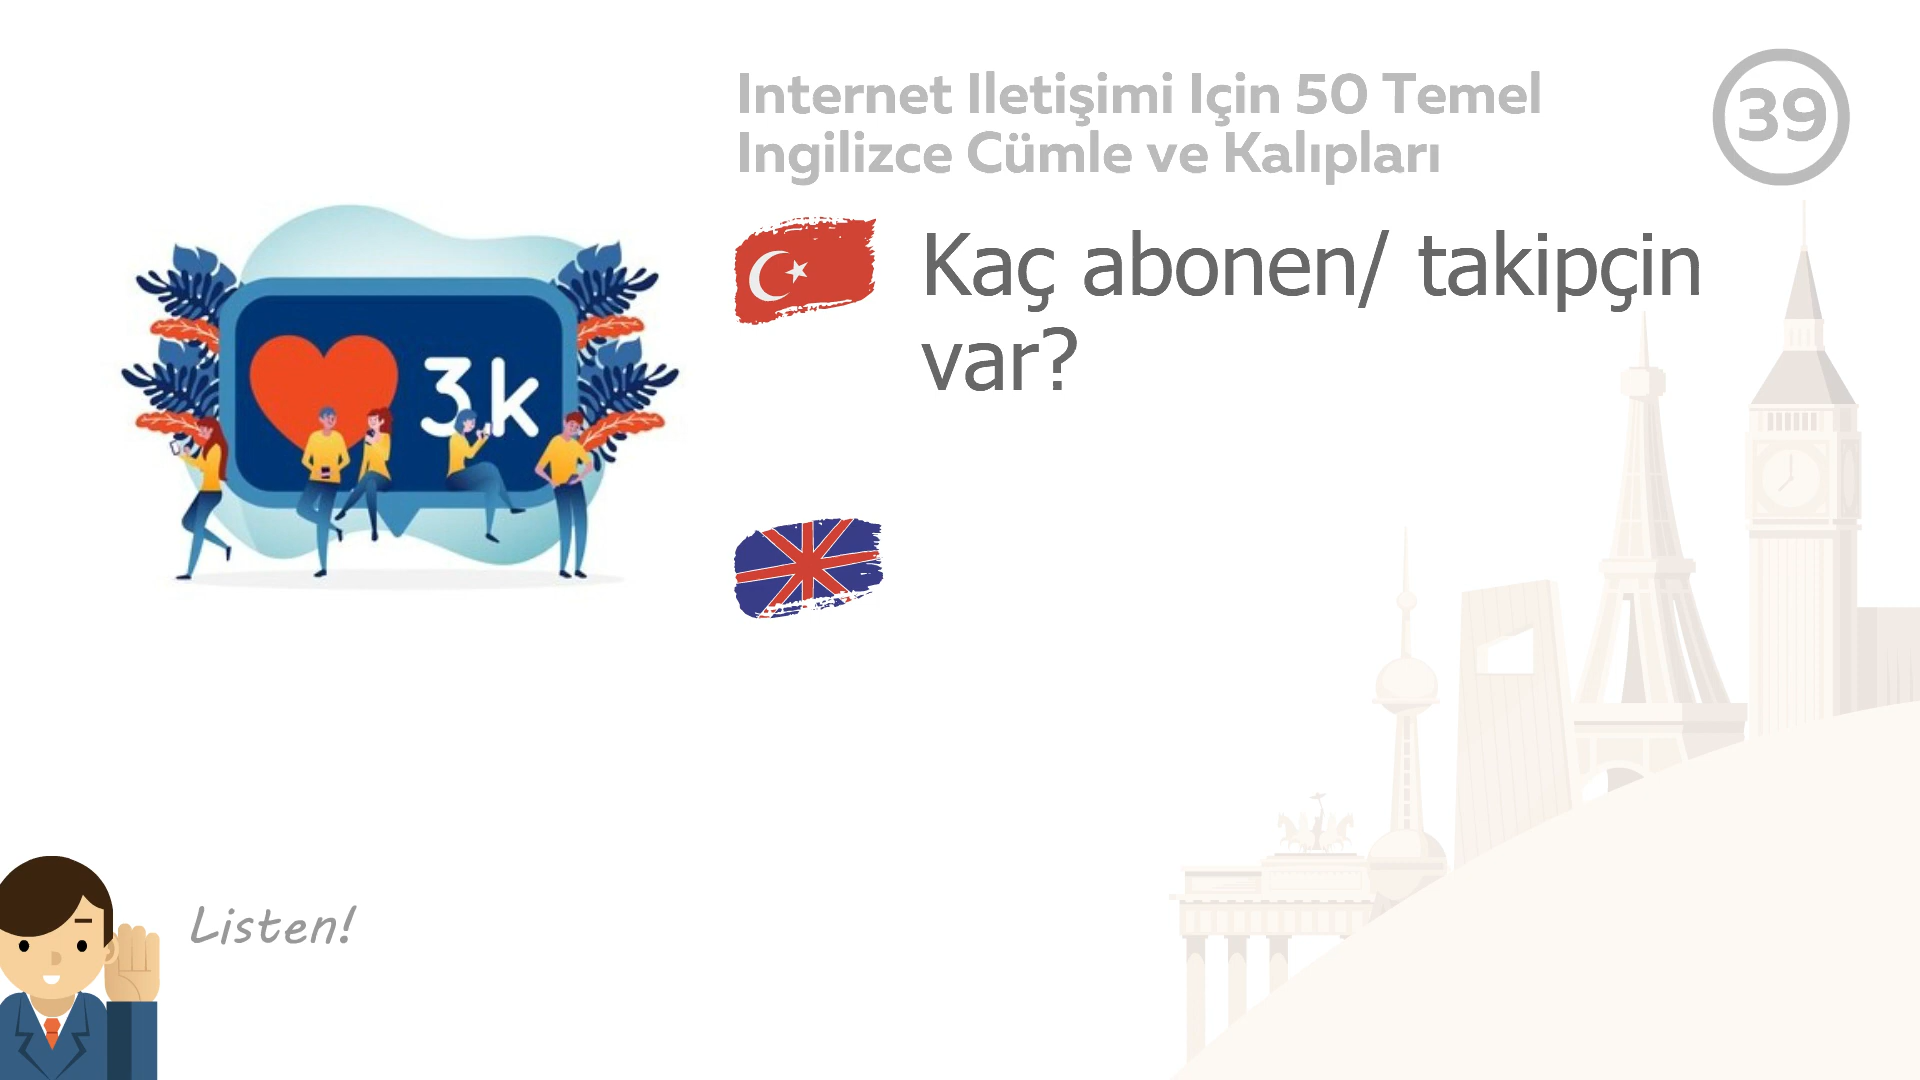 Internet Iletişimi Için 50 Temel
Ingilizce Cümle ve Kalıpları
39
Kaç abonen/ takipçin
var?
3k
Listen!